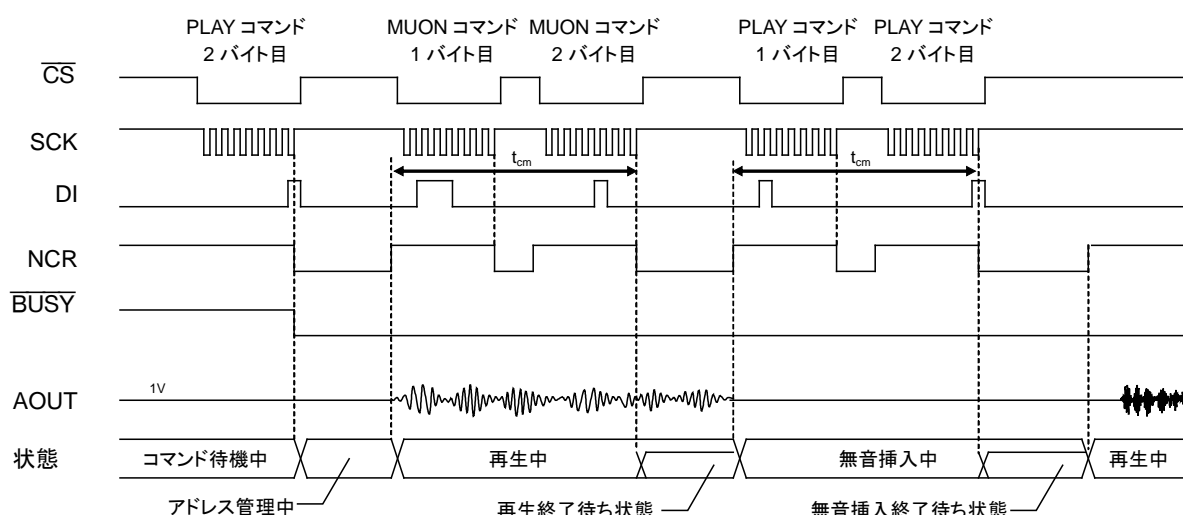 PLAY コマンド
2 バイト目
MUON コマンド
1 バイト目
MUON コマンド
2 バイト目
PLAY コマンド
1 バイト目
PLAY コマンド
2 バイト目
CS
SCK
tcm
tcm
DI
NCR
BUSY
1V
AOUT
状態
コマンド待機中
再生中
無音挿入中
再生中
アドレス管理中
再生終了待ち状態
無音挿入終了待ち状態